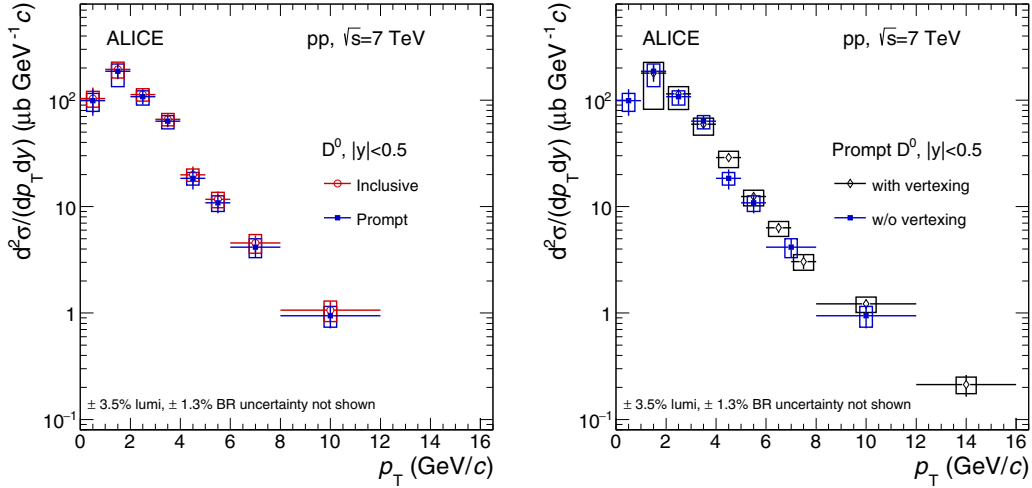 ALICE pp, √s=7 TeV
D⁰, |y|<0.5
Inclusive
Prompt
± 3.5% lumi, ± 1.3% BR uncertainty not shown
d²σ/(dp_T dy) (μb GeV⁻¹c)
10²
10
1
10⁻¹
0 2 4 6 8 10 12 14 16
p_T (GeV/c)
ALICE pp, √s=7 TeV
Prompt D⁰, |y|<0.5
with vertexing
w/o vertexing
± 3.5% lumi, ± 1.3% BR uncertainty not shown
d²σ/(dp_T dy) (μb GeV⁻¹c)
10²
10
1
10⁻¹
0 2 4 6 8 10 12 14 16
p_T (GeV/c)